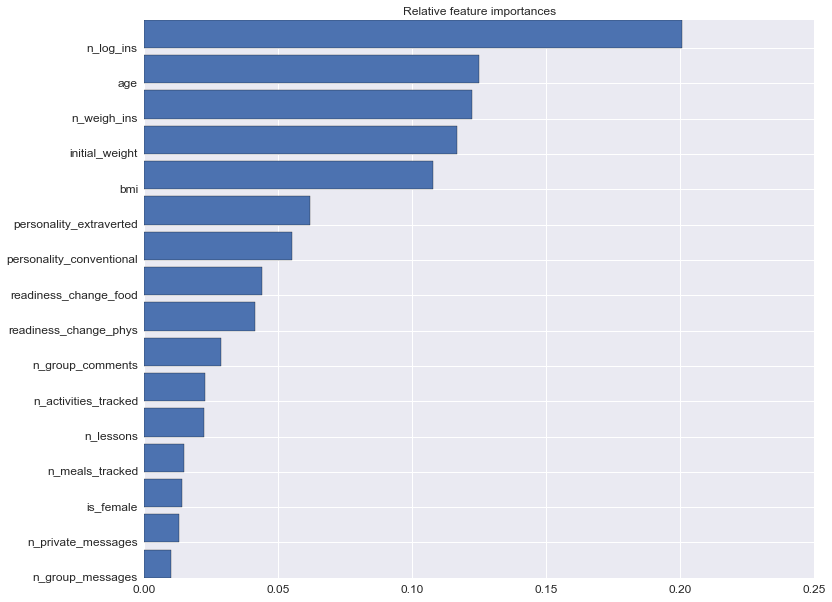 Relative feature importances
n_log_ins
age
n_weigh_ins
initial_weight
bmi
personality_extraverted
personality_conventional
readiness_change_food
readiness_change_phys
n_group_comments
n_activities_tracked
n_lessons
n_meals_tracked
is_female
n_private_messages
n_group_messages
0.00 0.05 0.10 0.15 0.20 0.25